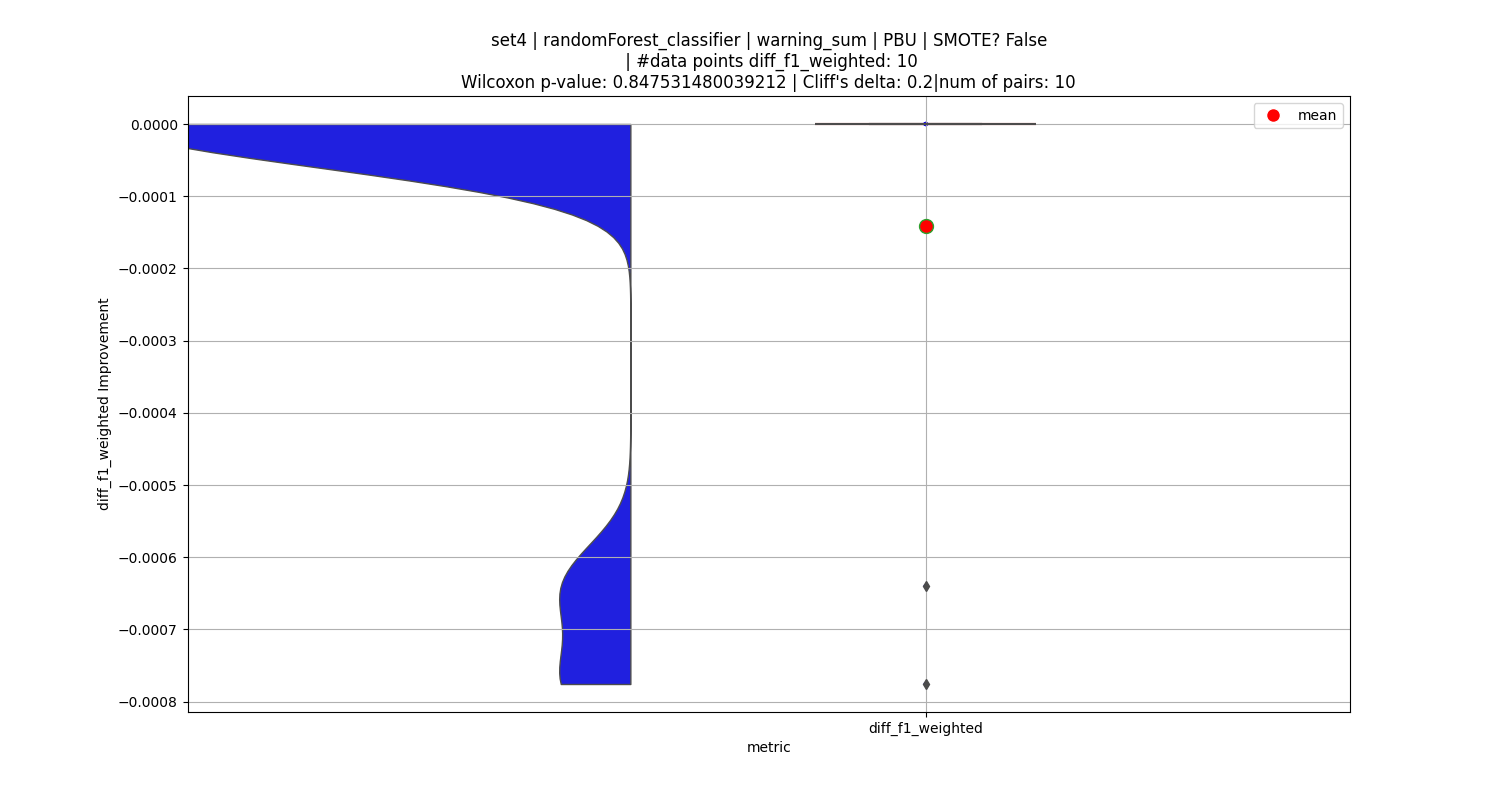 set4 | randomForest_classifier | warning_sum | PBU | SMOTE? False
| #data points diff_f1_weighted: 10
Wilcoxon p-value: 0.847531480039212 | Cliff's delta: 0.2|num of pairs: 10
mean
0.0000
−0.0001
−0.0002
−0.0003
−0.0004
−0.0005
−0.0006
−0.0007
−0.0008
diff_f1_weighted Improvement
diff_f1_weighted
metric